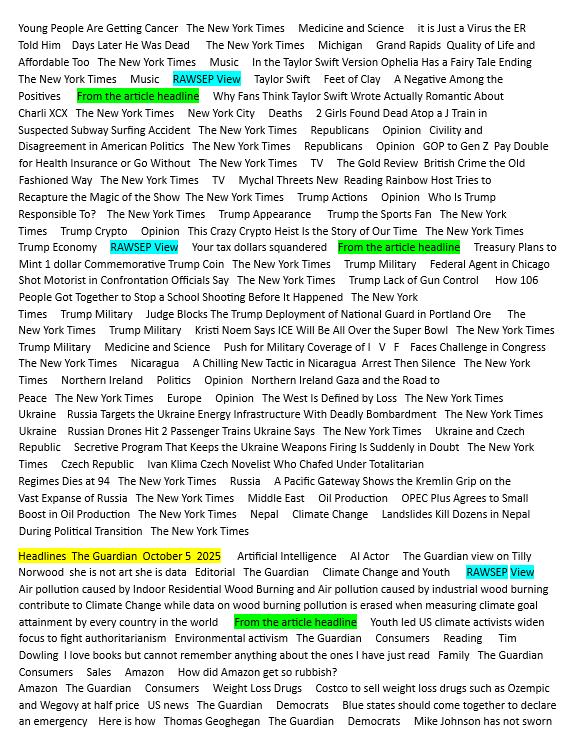 Young People Are Getting Cancer The New York Times Medicine and Science it is Just a Virus the ER
Told Him Days Later He Was Dead The New York Times Michigan Grand Rapids Quality of Life and
Affordable Too The New York Times Music In the Taylor Swift Version Ophelia Has a Fairy Tale Ending
The New York Times Music RAWSEP View Taylor Swift Feet of Clay A Negative Among the
Positives From the article headline Why Fans Think Taylor Swift Wrote Actually Romantic About
Charli XCX The New York Times New York City Deaths 2 Girls Found Dead Atop a J Train in
Suspected Subway Surfing Accident The New York Times Republicans Opinion Civility and
Disagreement in American Politics The New York Times Republicans Opinion GOP to Gen Z Pay Double
for Health Insurance or Go Without The New York Times TV The Gold Review British Crime the Old
Fashioned Way The New York Times TV Mychal Threets New Reading Rainbow Host Tries to
Recapture the Magic of the Show The New York Times Trump Actions Opinion Who Is Trump
Responsible To? The New York Times Trump Appearance Trump the Sports Fan The New York
Times Trump Crypto Opinion This Crazy Crypto Heist Is the Story of Our Time The New York Times
Trump Economy RAWSEP View Your tax dollars squandered From the article headline Treasury Plans to
Mint 1 dollar Commemorative Trump Coin The New York Times Trump Military Federal Agent in Chicago
Shot Motorist in Confrontation Officials Say The New York Times Trump Lack of Gun Control How 106
People Got Together to Stop a School Shooting Before It Happened The New York
Times Trump Military Judge Blocks The Trump Deployment of National Guard in Portland Ore The
New York Times Trump Military Kristi Noem Says ICE Will Be All Over the Super Bowl The New York Times
Trump Military Medicine and Science Push for Military Coverage of I V F Faces Challenge in Congress
The New York Times Nicaragua A Chilling New Tactic in Nicaragua Arrest Then Silence The New York
Times Northern Ireland Politics Opinion Northern Ireland Gaza and the Road to
Peace The New York Times Europe Opinion The West Is Defined by Loss The New York Times
Ukraine Russia Targets the Ukraine Energy Infrastructure With Deadly Bombardment The New York Times
Ukraine Russian Drones Hit 2 Passenger Trains Ukraine Says The New York Times Ukraine and Czech
Republic Secretive Program That Keeps the Ukraine Weapons Firing Is Suddenly in Doubt The New York
Times Czech Republic Ivan Klima Czech Novelist Who Chafed Under Totalitarian
Regimes Dies at 94 The New York Times Russia A Pacific Gateway Shows the Kremlin Grip on the
Vast Expanse of Russia The New York Times Middle East Oil Production OPEC Plus Agrees to Small
Boost in Oil Production The New York Times Nepal Climate Change Landslides Kill Dozens in Nepal
During Political Transition The New York Times
Headlines The Guardian October 5 2025 Artificial Intelligence AI Actor The Guardian view on Tilly
Norwood she is not art she is data Editorial The Guardian Climate Change and Youth RAWSEP View
Air pollution caused by Indoor Residential Wood Burning and Air pollution caused by industrial wood burning
contribute to Climate Change while data on wood burning pollution is erased when measuring climate goal
attainment by every country in the world From the article headline Youth led US climate activists widen
focus to fight authoritarianism Environmental activism The Guardian Consumers Reading Tim
Dowling I love books but cannot remember anything about the ones I have just read Family The Guardian
Consumers Sales Amazon How did Amazon get so rubbish?
Amazon The Guardian Consumers Weight Loss Drugs Costco to sell weight loss drugs such as Ozempic
and Wegovy at half price US news The Guardian Democrats Blue states should come together to declare
an emergency Here is how Thomas Geoghegan The Guardian Democrats Mike Johnson has not sworn